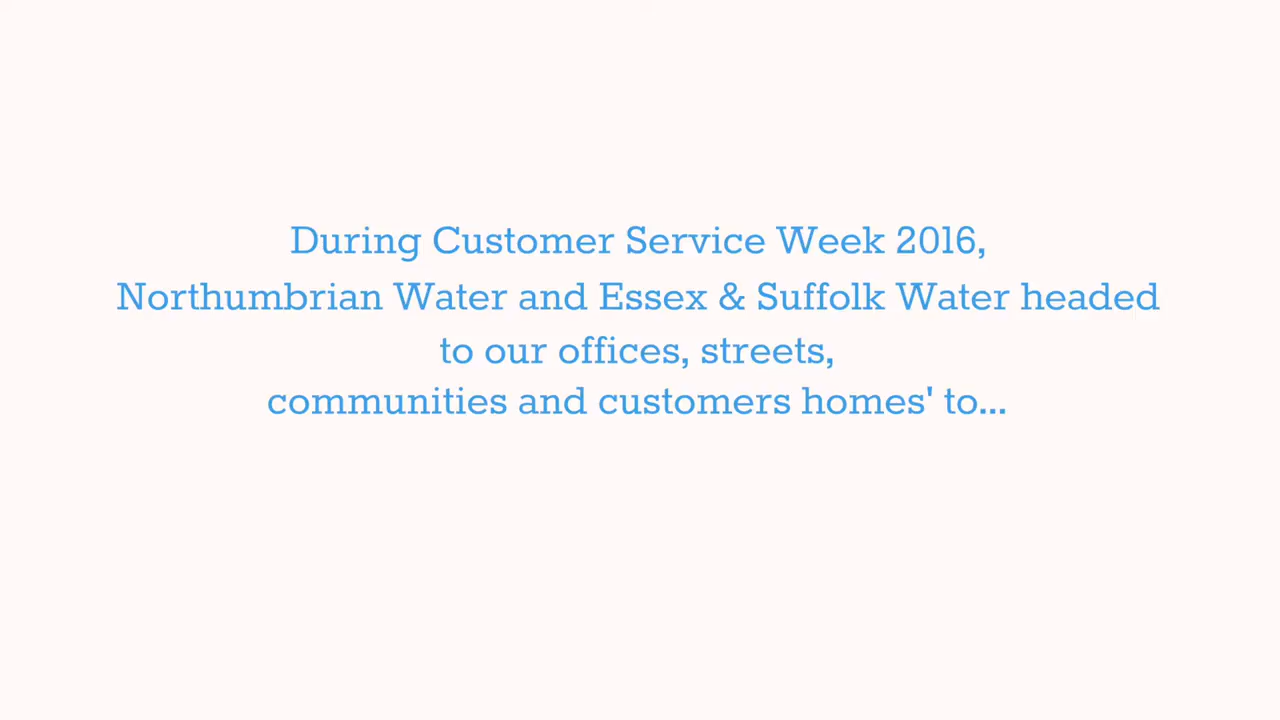 During Customer Service Week 2016,
Northumbrian Water and Essex & Suffolk Water headed
to our offices, streets,
communities and customers homes' to...